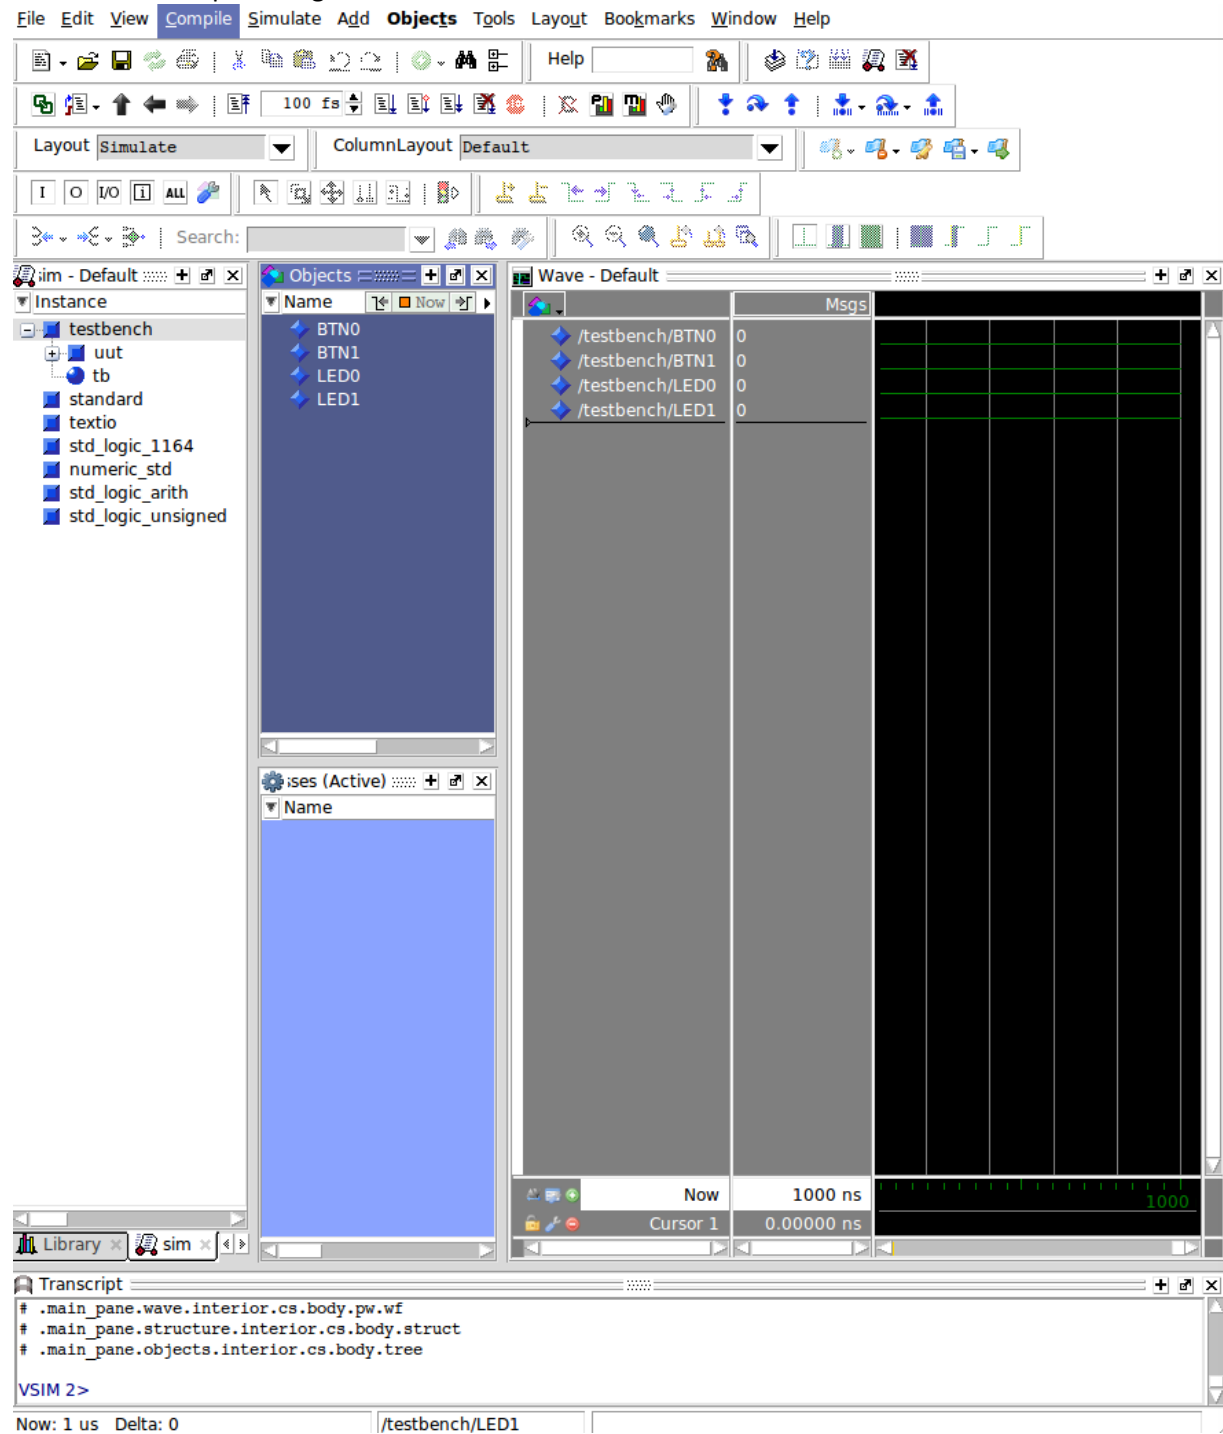 File Edit View Compile Simulate Add Objects Tools Layout Bookmarks Window Help
Help
100 fs
Layout Simulate ColumnLayout Default
I O I/O i ALL
Search:
sim - Default
Instance
testbench
uut
tb
standard
textio
std_logic_1164
numeric_std
std_logic_arith
std_logic_unsigned
Library sim
Objects
Name Now
BTN0
BTN1
LED0
LED1
sses (Active)
Name
Wave - Default
Msgs
/testbench/BTN0 0
/testbench/BTN1 0
/testbench/LED0 0
/testbench/LED1 0
Now 1000 ns
1000
Cursor 1 0.00000 ns
Transcript
# .main_pane.wave.interior.cs.body.pw.wf
# .main_pane.structure.interior.cs.body.struct
# .main_pane.objects.interior.cs.body.tree
VSIM 2>
Now: 1 us Delta: 0 /testbench/LED1